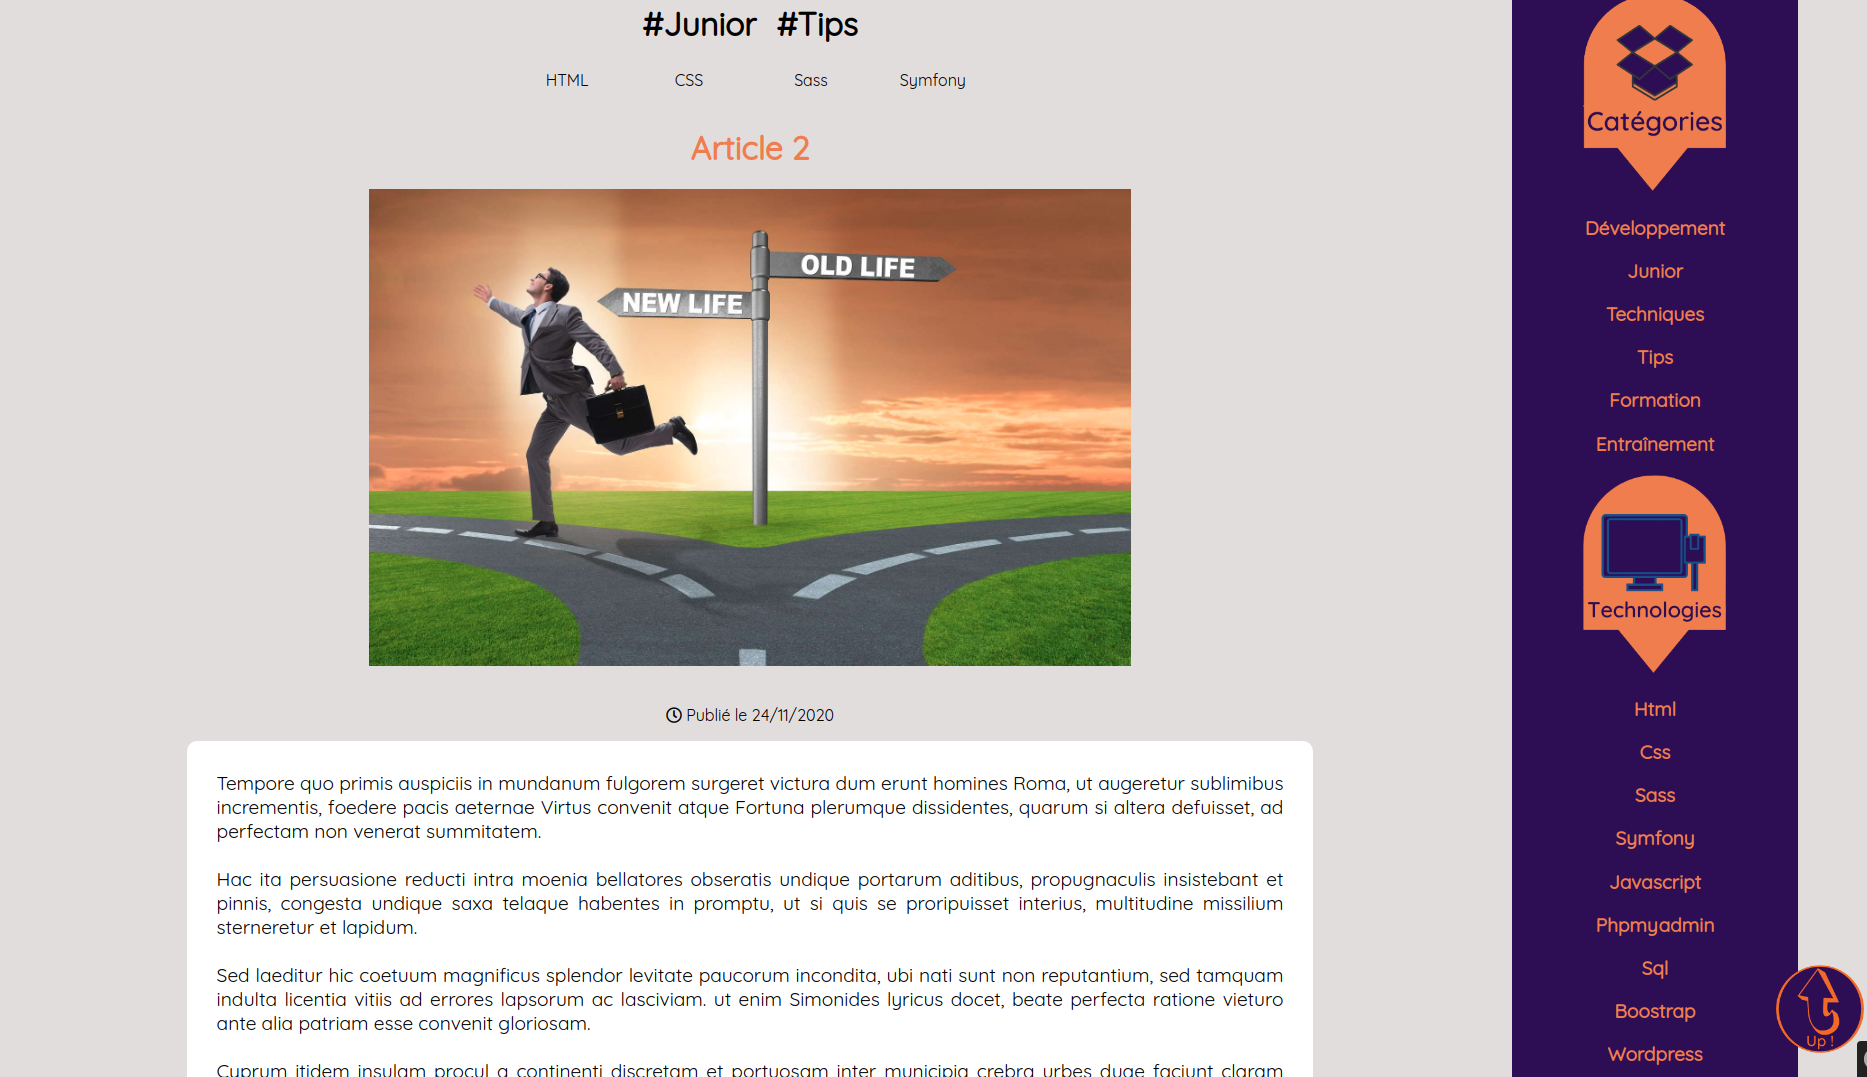 #Junior #Tips
HTML CSS Sass Symfony
Article 2
OLD LIFE
NEW LIFE
Publié le 24/11/2020
Tempore quo primis auspiciis in mundanum fulgorem surgeret victura dum erunt homines Roma, ut augeretur sublimibus
incrementis, foedere pacis aeternae Virtus convenit atque Fortuna plerumque dissidentes, quarum si altera defuisset, ad
perfectam non venerat summitatem.
Hac ita persuasione reducti intra moenia bellatores obseratis undique portarum aditibus, propugnaculis insistebant et
pinnis, congesta undique saxa telaque habentes in promptu, ut si quis se proripuisset interius, multitudine missilium
sterneretur et lapidum.
Sed laeditur hic coetuum magnificus splendor levitate paucorum incondita, ubi nati sunt non reputantium, sed tamquam
indulta licentia vitiis ad errores lapsorum ac lasciviam. ut enim Simonides lyricus docet, beate perfecta ratione vieturo
ante alia patriam esse convenit gloriosam.
Cyprum itidem insulam procul a continenti discretam et portuosam inter municipia crebra urbes duae faciunt claram
Catégories
Développement
Junior
Techniques
Tips
Formation
Entraînement
Technologies
Html
Css
Sass
Symfony
Javascript
Phpmyadmin
Sql
Boostrap
Wordpress
Up !